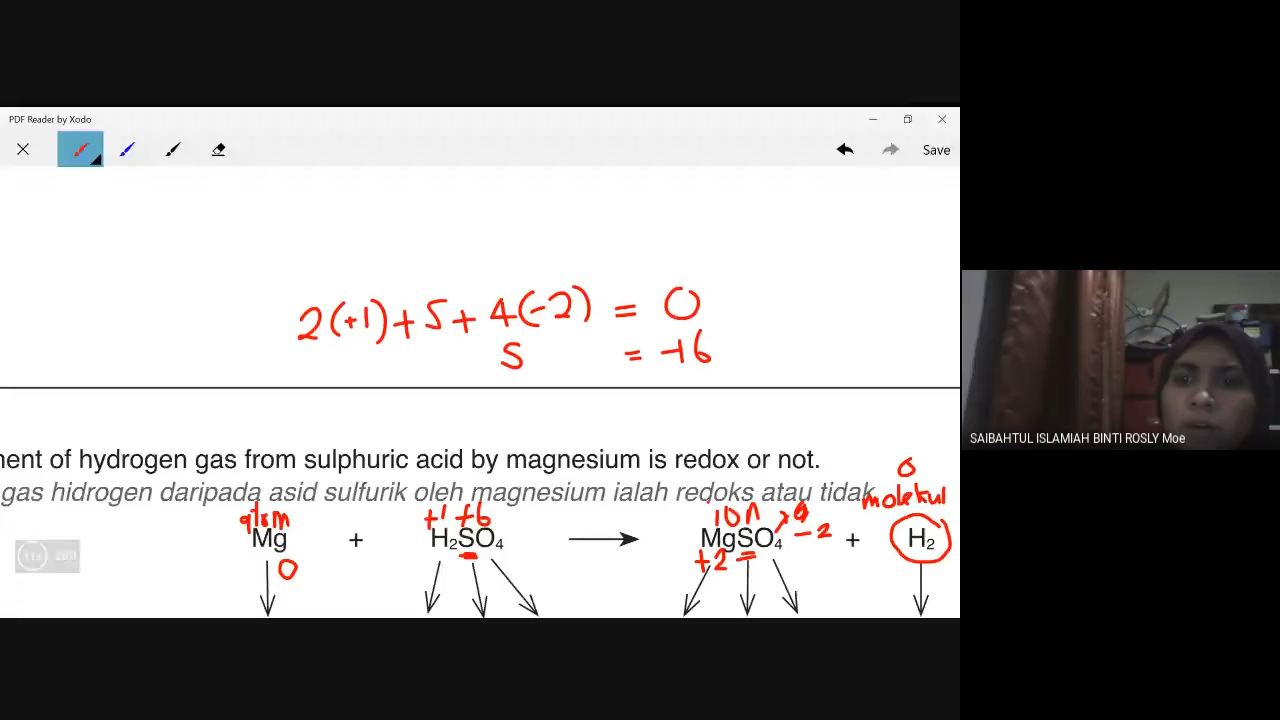 PDF Reader by Xodo
Save
2(+1)+S+4(-2) = 0
S = +6
ment of hydrogen gas from sulphuric acid by magnesium is redox or not.
gas hidrogen daripada asid sulfurik oleh magnesium ialah redoks atau tidak
0
molekul
atom +1 +6 ion
-2
Mg + H₂SO₄ → MgSO₄ + H₂
0 +2
SAIBAHTUL ISLAMIAH BINTI ROSLY Moe